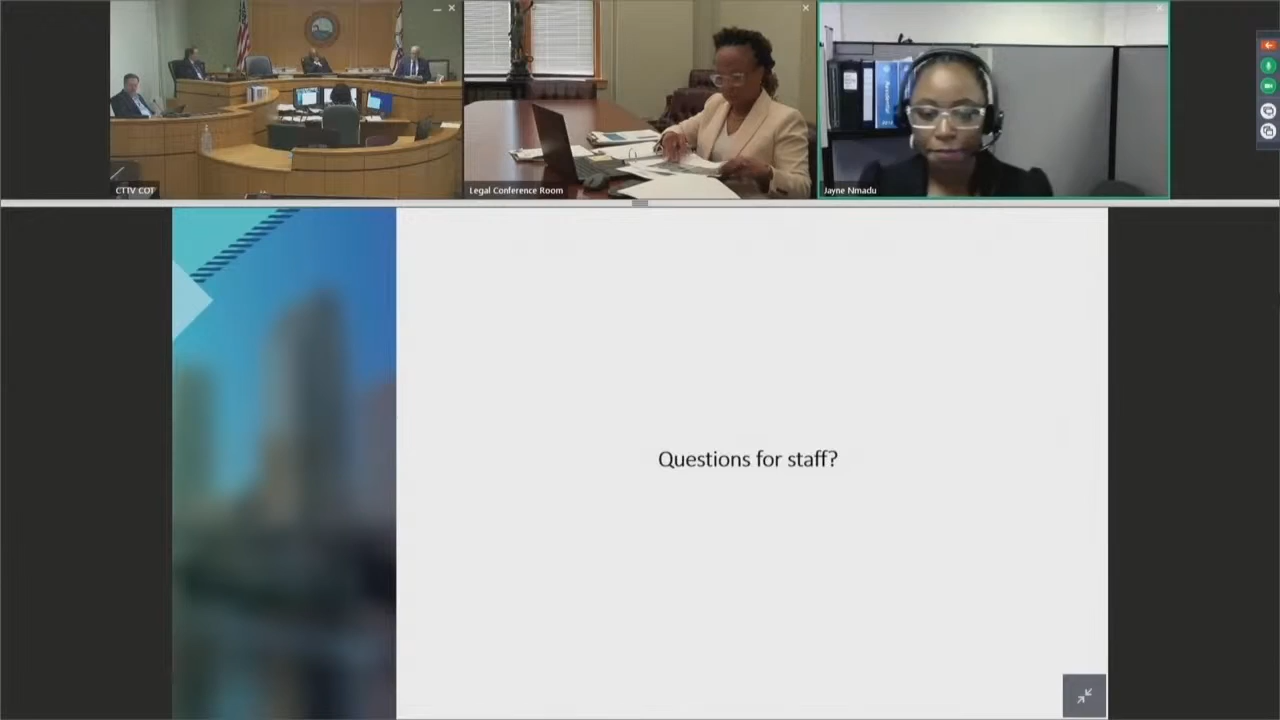 CTTV COT
Legal Conference Room
Jayne Nmadu
Questions for staff?